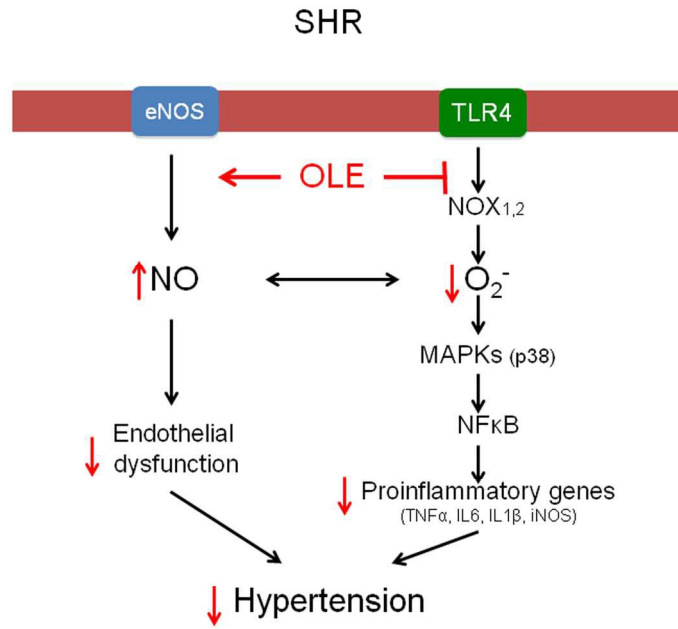 SHR
eNOS
TLR4
OLE
NOX1,2
NO
O2-
MAPKs (p38)
NFκB
Endothelial
dysfunction
Proinflammatory genes
(TNFα, IL6, IL1β, iNOS)
Hypertension